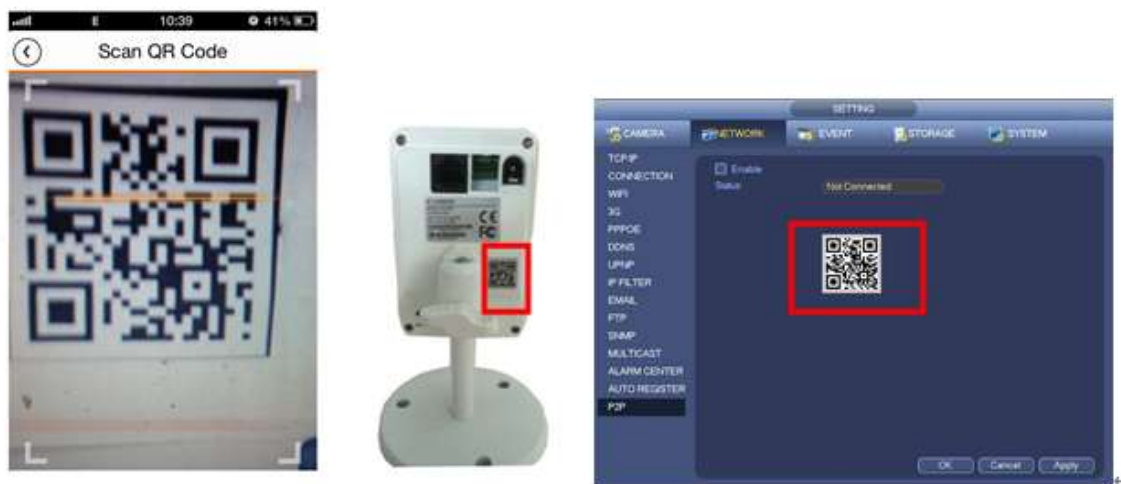 E 10:39 41%
Scan QR Code
CE
FC
SETTING
CAMERA NETWORK EVENT STORAGE SYSTEM
TCP/IP
CONNECTION
WIFI
3G
PPPOE
DDNS
UPNP
IP FILTER
EMAIL
FTP
SNMP
MULTICAST
ALARM CENTER
AUTO REGISTER
P2P
Enable
Status Not Connected
OK Cancel Apply